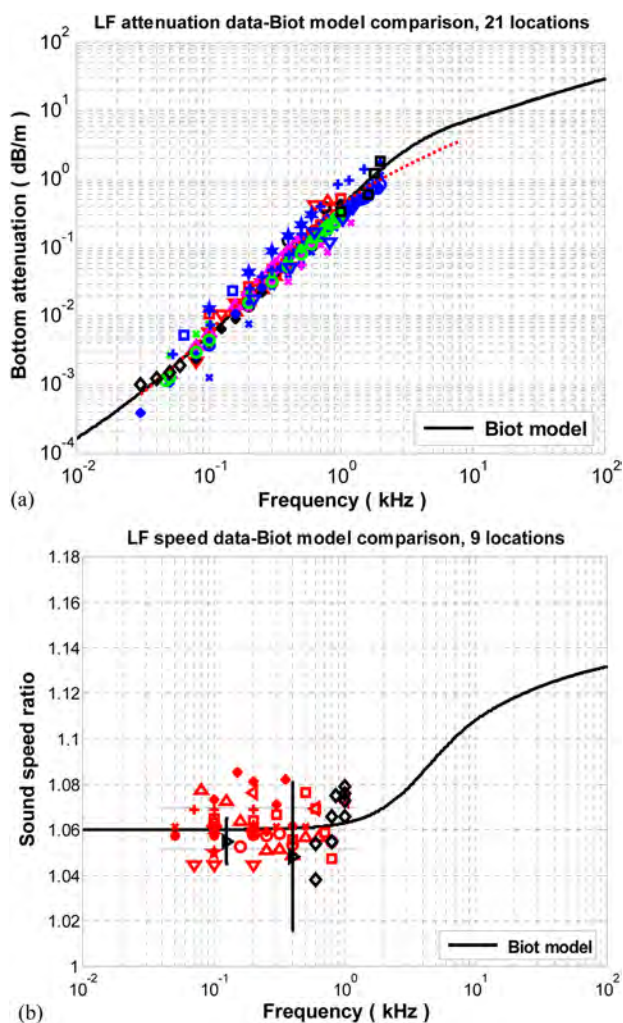 LF attenuation data-Biot model comparison, 21 locations
10^2
10^1
10^0
10^-1
10^-2
10^-3
10^-4
Bottom attenuation ( dB/m )
Biot model
10^-2 10^-1 10^0 10^1 10^2
(a)
Frequency ( kHz )
LF speed data-Biot model comparison, 9 locations
1.18
1.16
1.14
1.12
1.1
1.08
1.06
1.04
1.02
1
Sound speed ratio
Biot model
10^-2 10^-1 10^0 10^1 10^2
(b)
Frequency ( kHz )